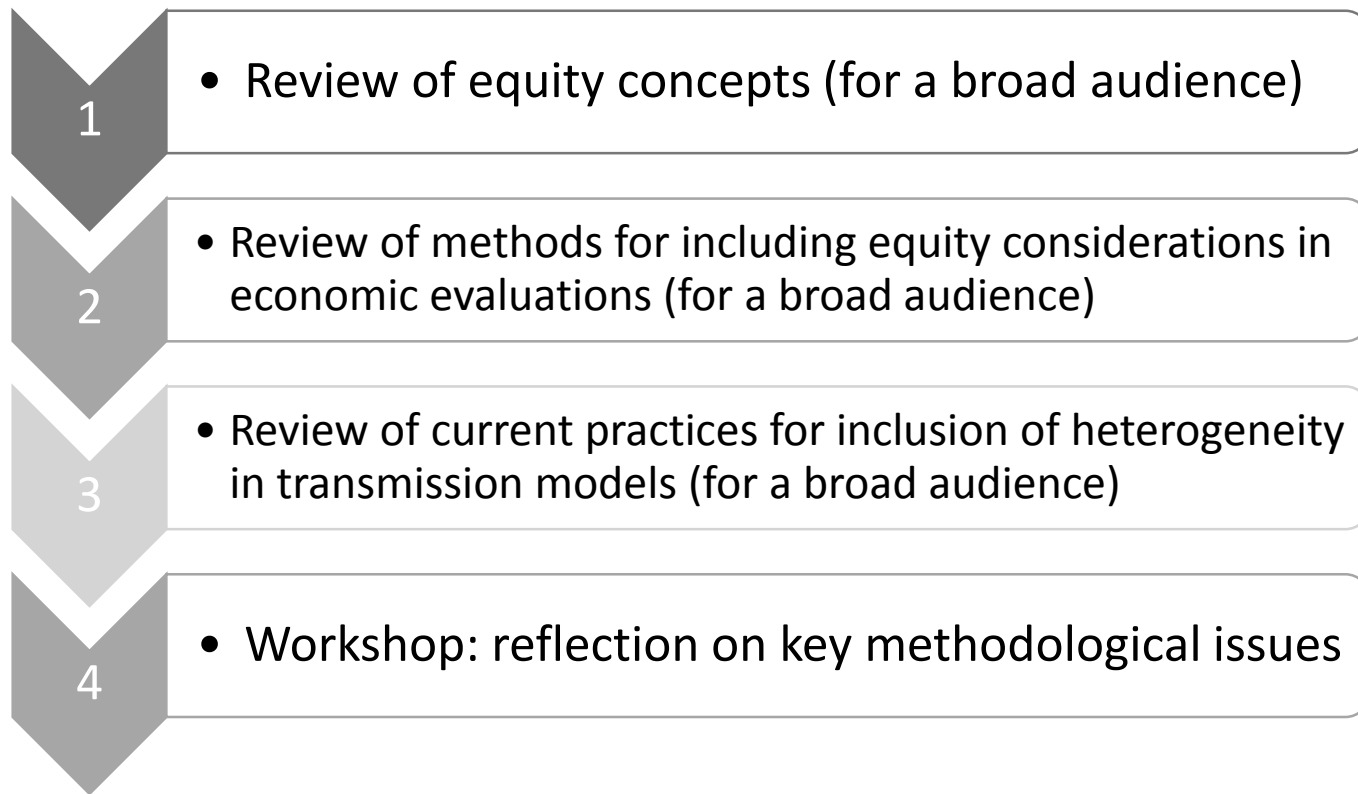 1
• Review of equity concepts (for a broad audience)
2
• Review of methods for including equity considerations in
economic evaluations (for a broad audience)
3
• Review of current practices for inclusion of heterogeneity
in transmission models (for a broad audience)
4
• Workshop: reflection on key methodological issues